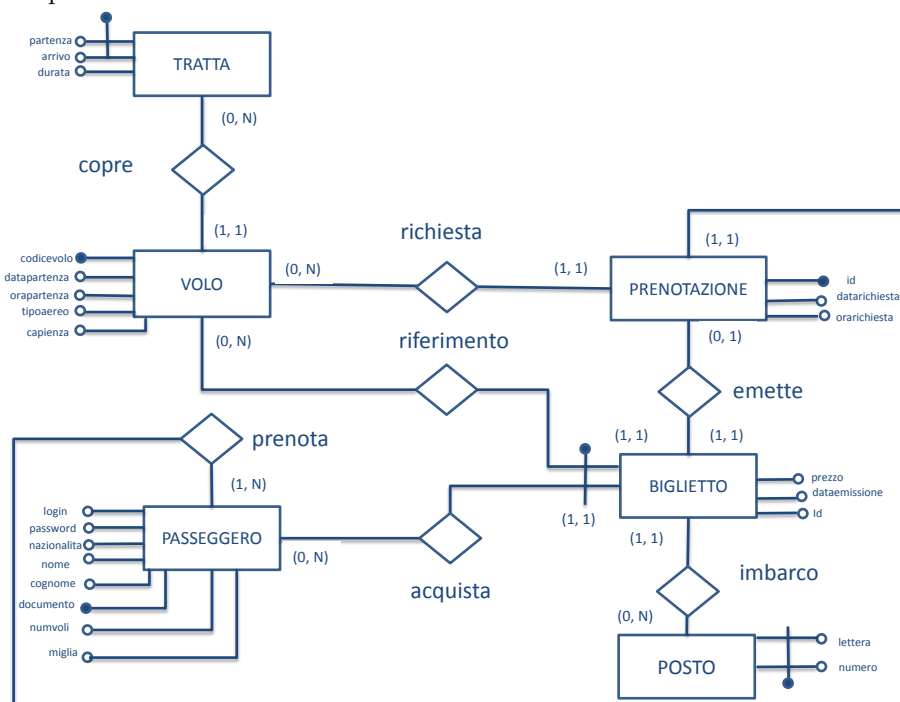 partenza
arrivo
durata
TRATTA
(0, N)
copre
(1, 1)
richiesta
(1, 1)
codicevolo
datapartenza
orapartenza
tipoaereo
capienza
VOLO
(0, N)
(1, 1)
PRENOTAZIONE
id
datarichiesta
orarichiesta
(0, N)
riferimento
(0, 1)
emette
prenota
(1, 1)
(1, 1)
(1, N)
BIGLIETTO
prezzo
dataemissione
Id
login
password
nazionalita
nome
cognome
documento
numvoli
miglia
PASSEGGERO
(0, N)
acquista
(1, 1)
(1, 1)
imbarco
(0, N)
POSTO
lettera
numero